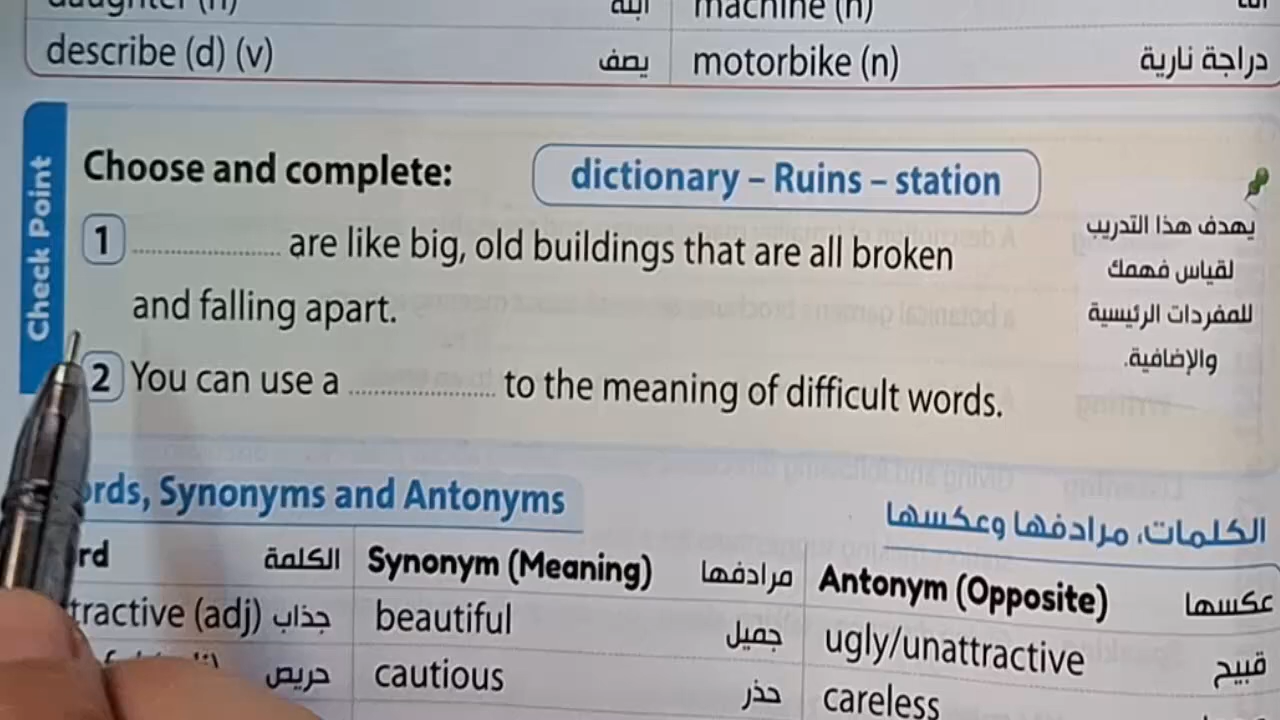 machine (n)
describe (d) (v) يصف motorbike (n) دراجة نارية
Check Point
Choose and complete: dictionary – Ruins – station
1 .................... are like big, old buildings that are all broken
and falling apart.
2 You can use a .................... to the meaning of difficult words.
يهدف هذا التدريب
لقياس فهمك
للمفردات الرئيسية
والإضافية.
Synonyms and Antonyms الكلمات، مرادفها وعكسها
الكلمة Synonym (Meaning) مرادفها Antonym (Opposite) عكسها
(adj) جذاب beautiful جميل ugly/unattractive قبيح
حريص cautious حذر careless